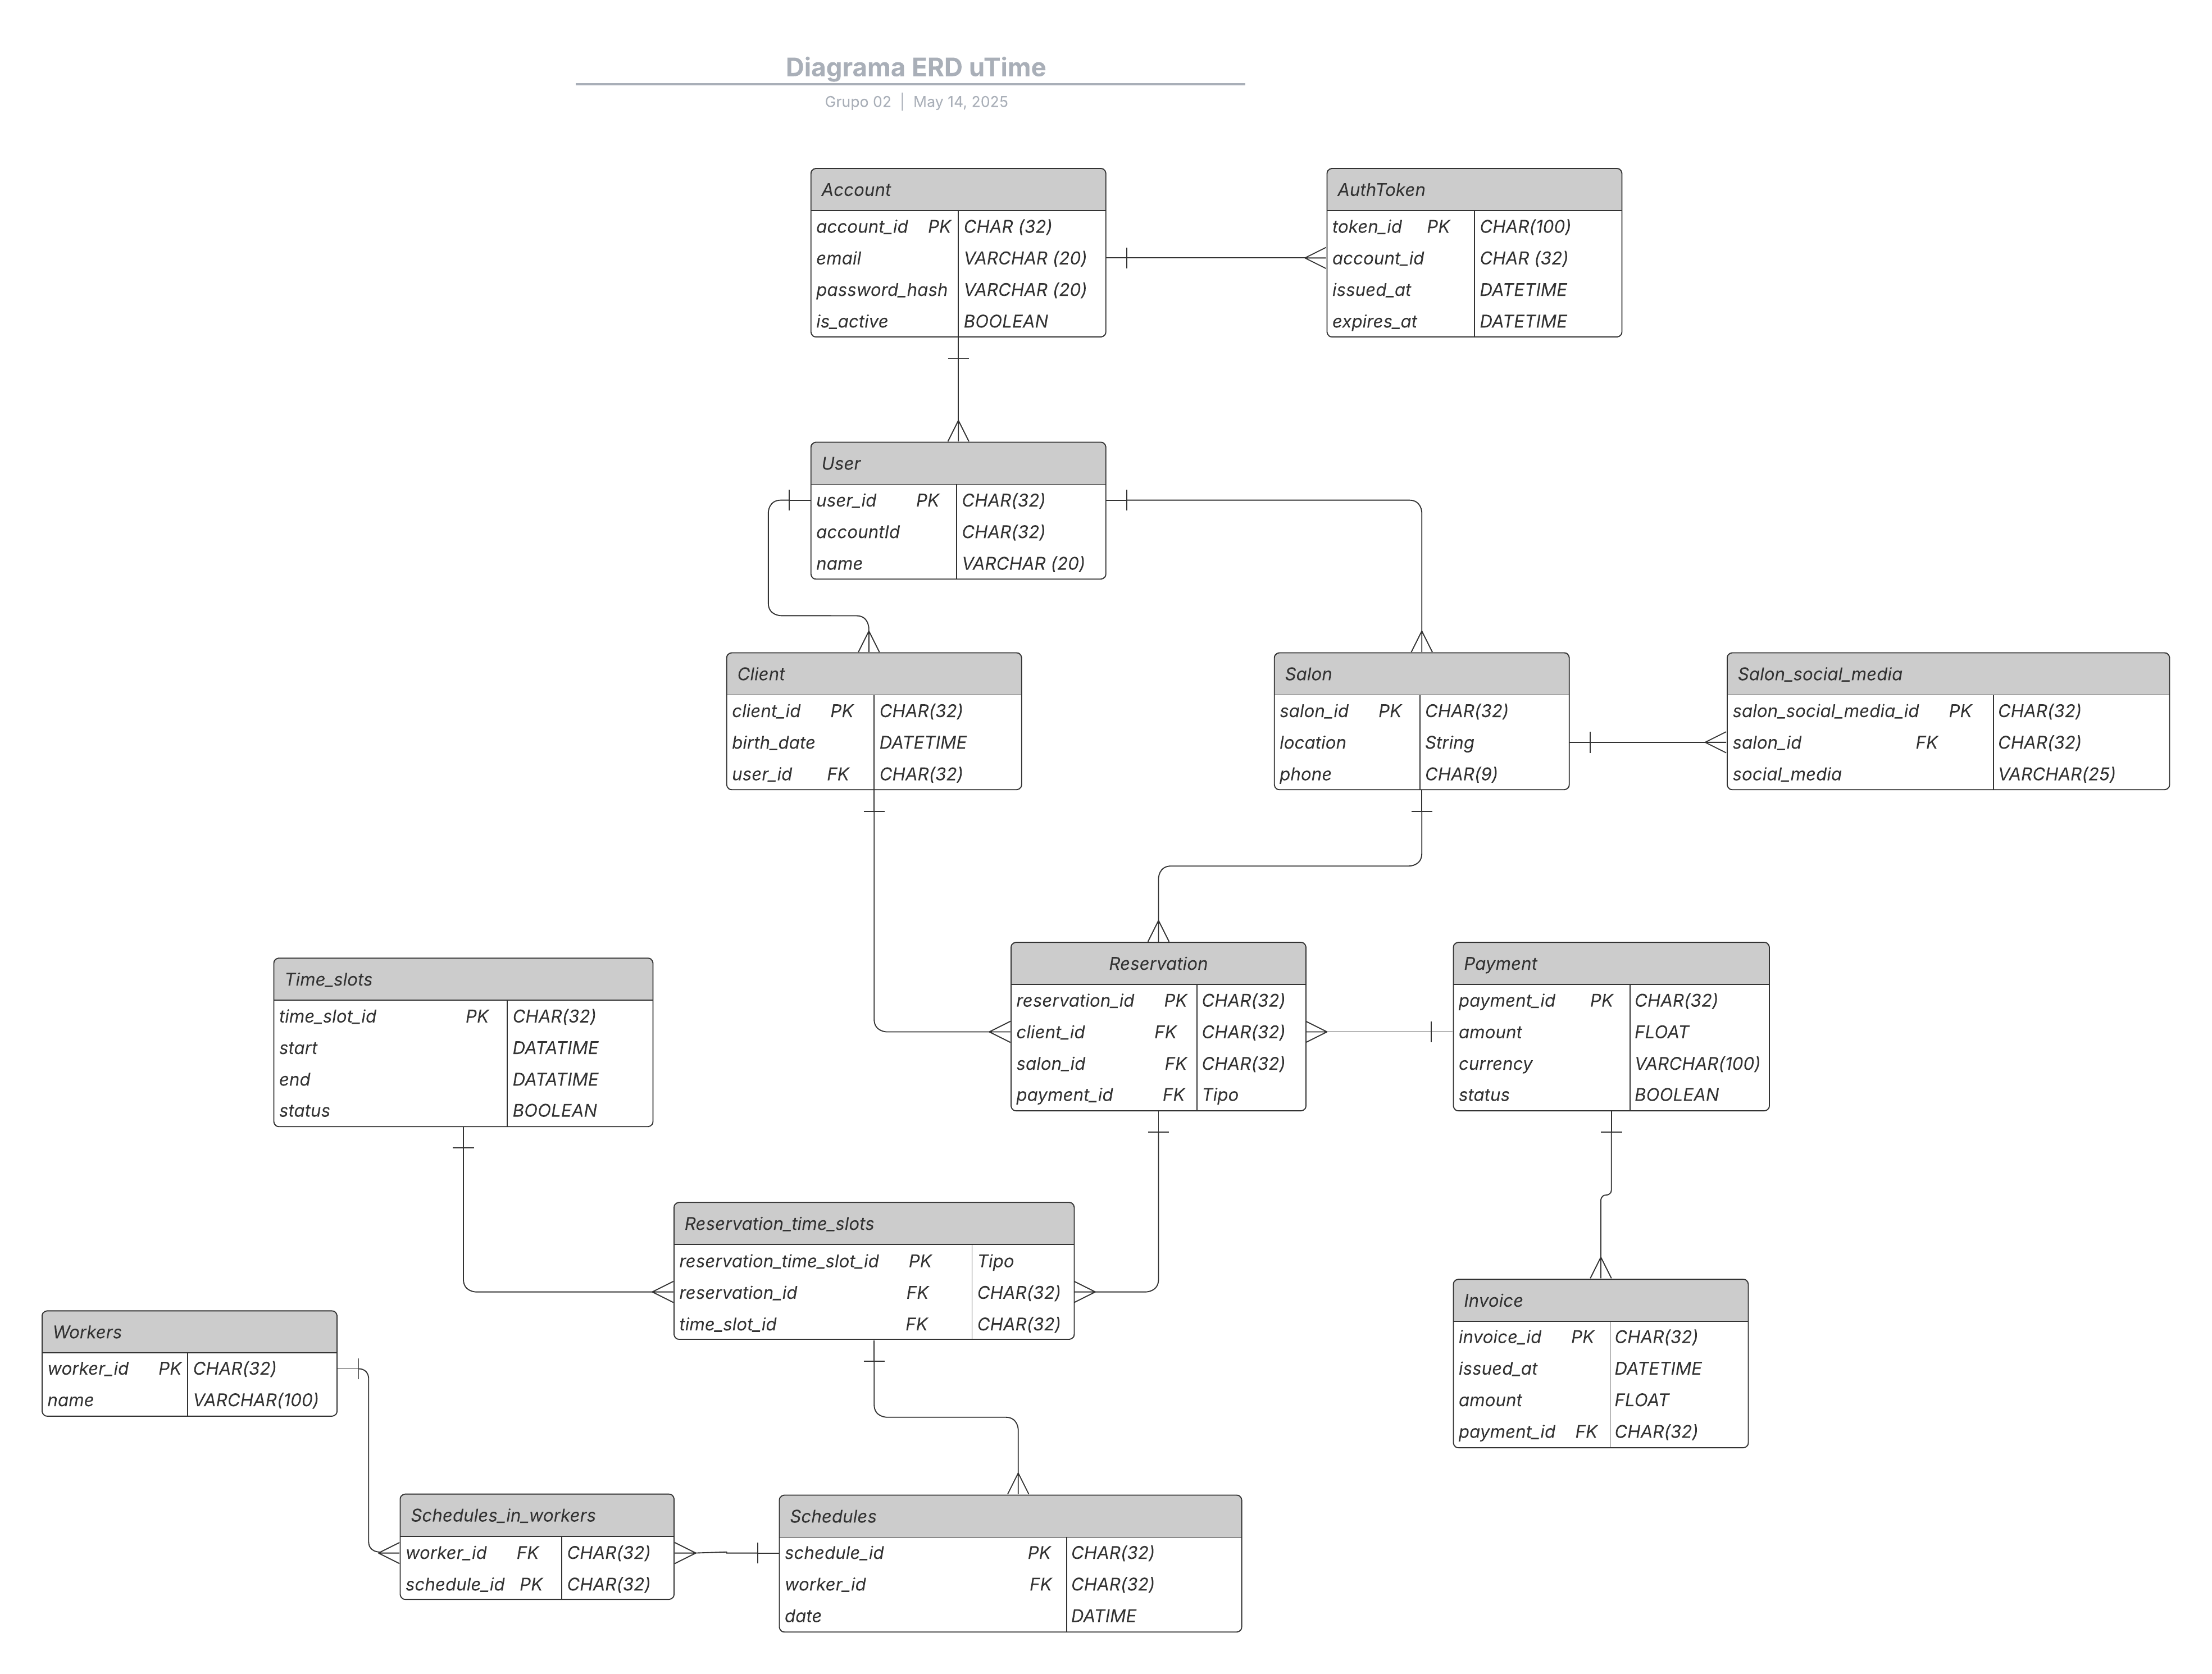 Diagrama ERD uTime
Grupo 02 | May 14, 2025
Account
account_id PK CHAR (32)
email VARCHAR (20)
password_hash VARCHAR (20)
is_active BOOLEAN
AuthToken
token_id PK CHAR(100)
account_id CHAR (32)
issued_at DATETIME
expires_at DATETIME
User
user_id PK CHAR(32)
accountId CHAR(32)
name VARCHAR (20)
Client
client_id PK CHAR(32)
birth_date DATETIME
user_id FK CHAR(32)
Salon
salon_id PK CHAR(32)
location String
phone CHAR(9)
Salon_social_media
salon_social_media_id PK CHAR(32)
salon_id FK CHAR(32)
social_media VARCHAR(25)
Time_slots
time_slot_id PK CHAR(32)
start DATATIME
end DATATIME
status BOOLEAN
Reservation
reservation_id PK CHAR(32)
client_id FK CHAR(32)
salon_id FK CHAR(32)
payment_id FK Tipo
Payment
payment_id PK CHAR(32)
amount FLOAT
currency VARCHAR(100)
status BOOLEAN
Reservation_time_slots
reservation_time_slot_id PK Tipo
reservation_id FK CHAR(32)
time_slot_id FK CHAR(32)
Invoice
invoice_id PK CHAR(32)
issued_at DATETIME
amount FLOAT
payment_id FK CHAR(32)
Workers
worker_id PK CHAR(32)
name VARCHAR(100)
Schedules_in_workers
worker_id FK CHAR(32)
schedule_id PK CHAR(32)
Schedules
schedule_id PK CHAR(32)
worker_id FK CHAR(32)
date DATIME